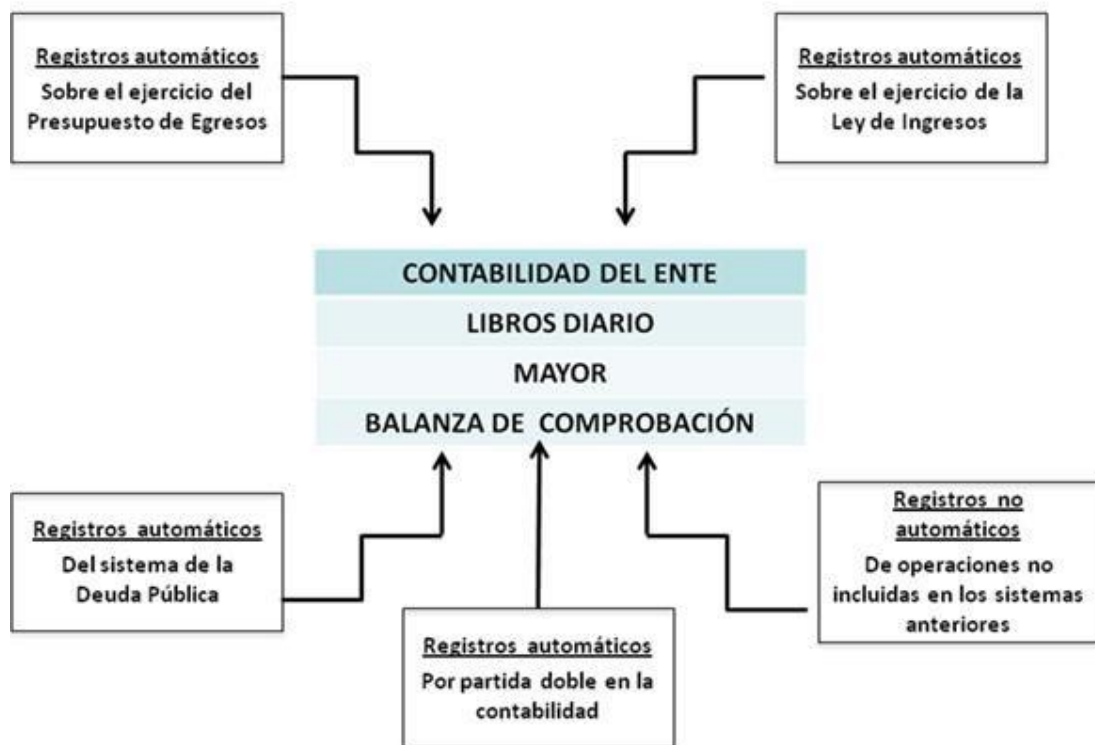 Registros automáticos
Sobre el ejercicio del
Presupuesto de Egresos
Registros automáticos
Sobre el ejercicio de la
Ley de Ingresos
CONTABILIDAD DEL ENTE
LIBROS DIARIO
MAYOR
BALANZA DE COMPROBACIÓN
Registros automáticos
Del sistema de la
Deuda Pública
Registros automáticos
Por partida doble en la
contabilidad
Registros no
automáticos
De operaciones no
incluidas en los sistemas
anteriores